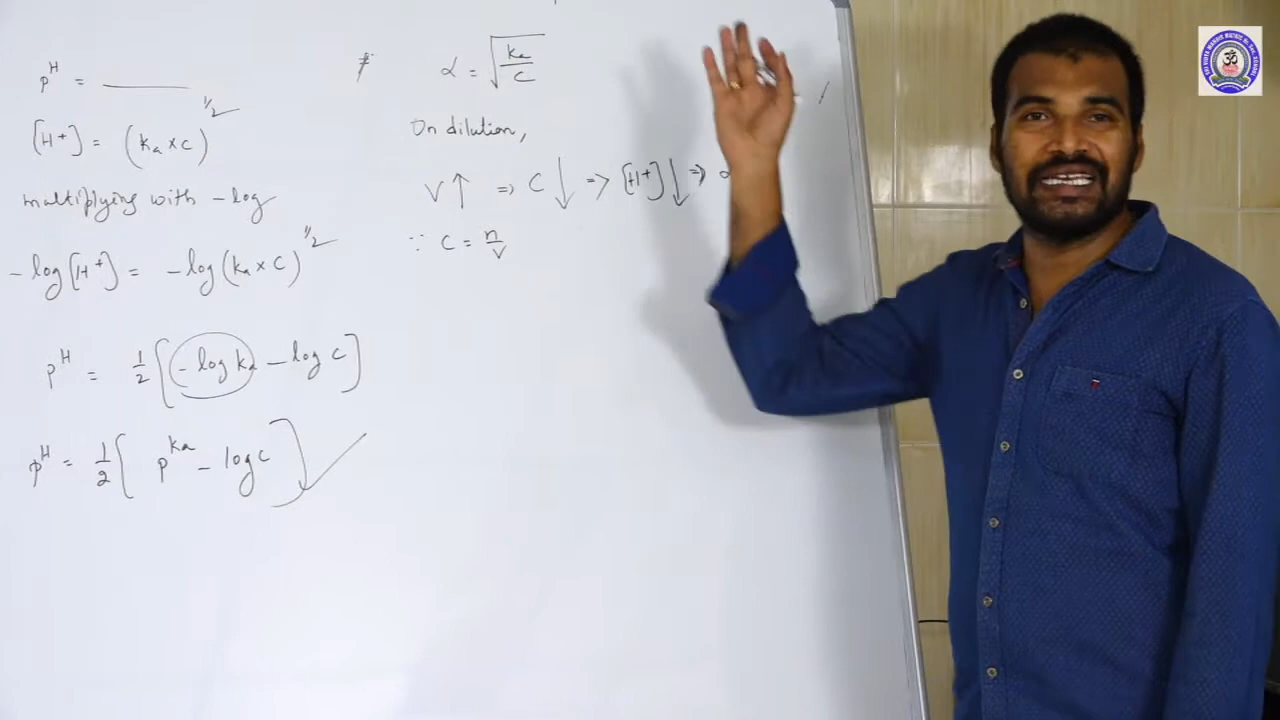 pH = ______
[H+] = (ka × c)^1/2
multiplying with -log
-log[H+] = -log(ka × c)^1/2
pH = 1/2 [-log ka - log c]
pH = 1/2 [pka - log c]
α = √(ka/c)
On dilution,
V ↑ ⇒ C ↓ ⇒ [H+] ↓ ⇒
∵ C = n/V